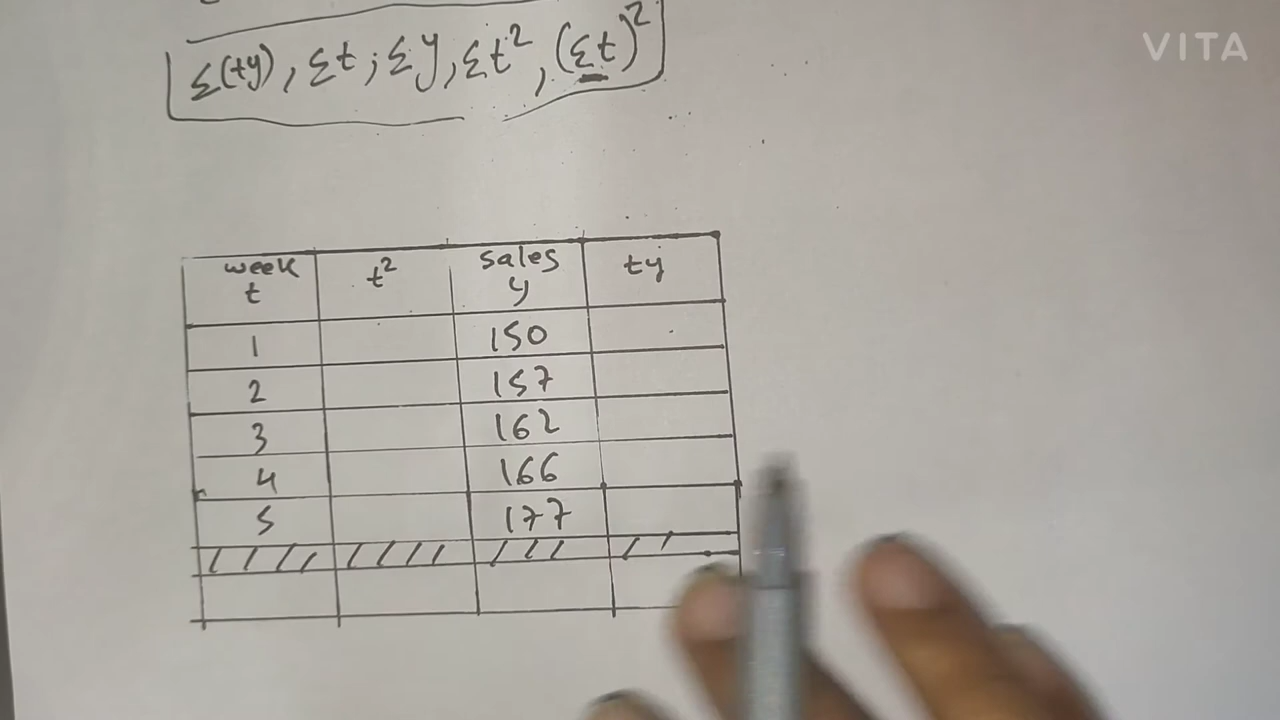 VITA
Σ(ty), Σt; Σy, Σt², (Σt)²
week t² sales ty
t y
1 150
2 157
3 162
4 166
5 177